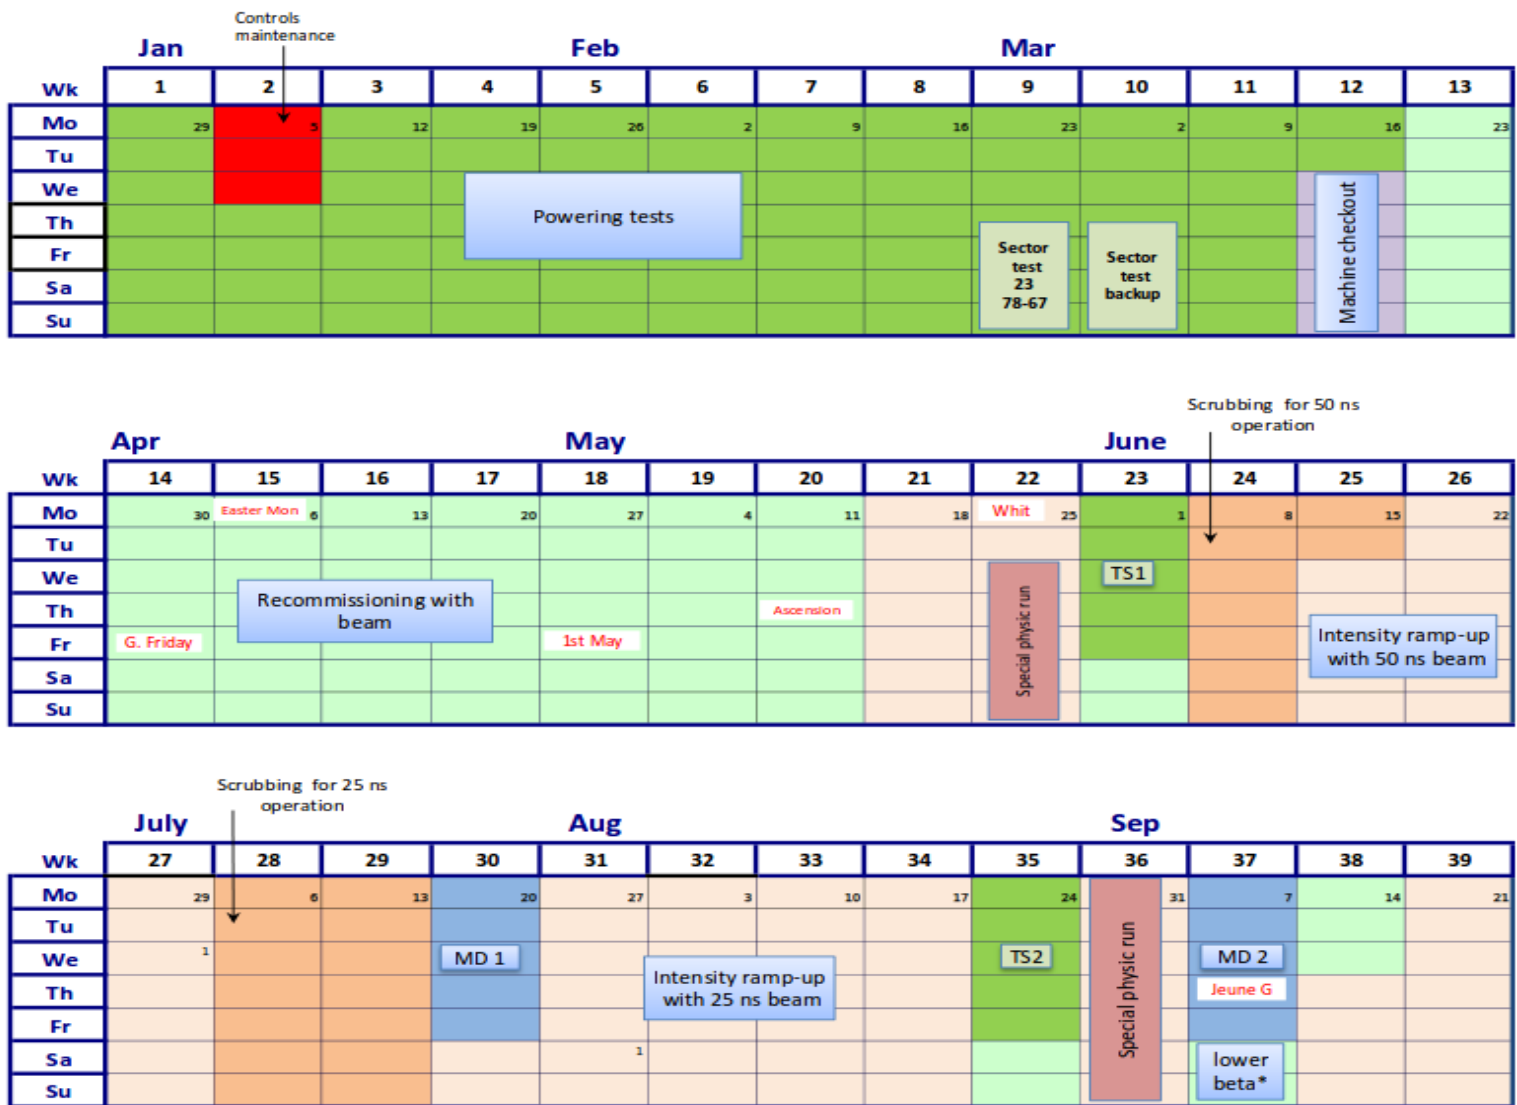 Controls
maintenance
Jan Feb Mar
Wk 1 2 3 4 5 6 7 8 9 10 11 12 13
Mo 29 5 12 19 26 2 9 16 23 2 9 16 23
Tu
We
Th
Fr
Sa
Su
Powering tests
Sector
test
23
78-67
Sector
test
backup
Machine checkout
Scrubbing for 50 ns
operation
Apr May June
Wk 14 15 16 17 18 19 20 21 22 23 24 25 26
Mo 30 Easter Mon 6 13 20 27 4 11 18 Whit 25 1 8 15 22
Tu
We TS1
Th Ascension
Fr G. Friday 1st May
Sa
Su
Recommissioning with
beam
Special physic run
Intensity ramp-up
with 50 ns beam
Scrubbing for 25 ns
operation
July Aug Sep
Wk 27 28 29 30 31 32 33 34 35 36 37 38 39
Mo 29 6 13 20 27 3 10 17 24 31 7 14 21
Tu
We 1 MD 1 TS2 MD 2
Th Jeune G
Fr
Sa 1
Su
Intensity ramp-up
with 25 ns beam
Special physic run
lower
beta*